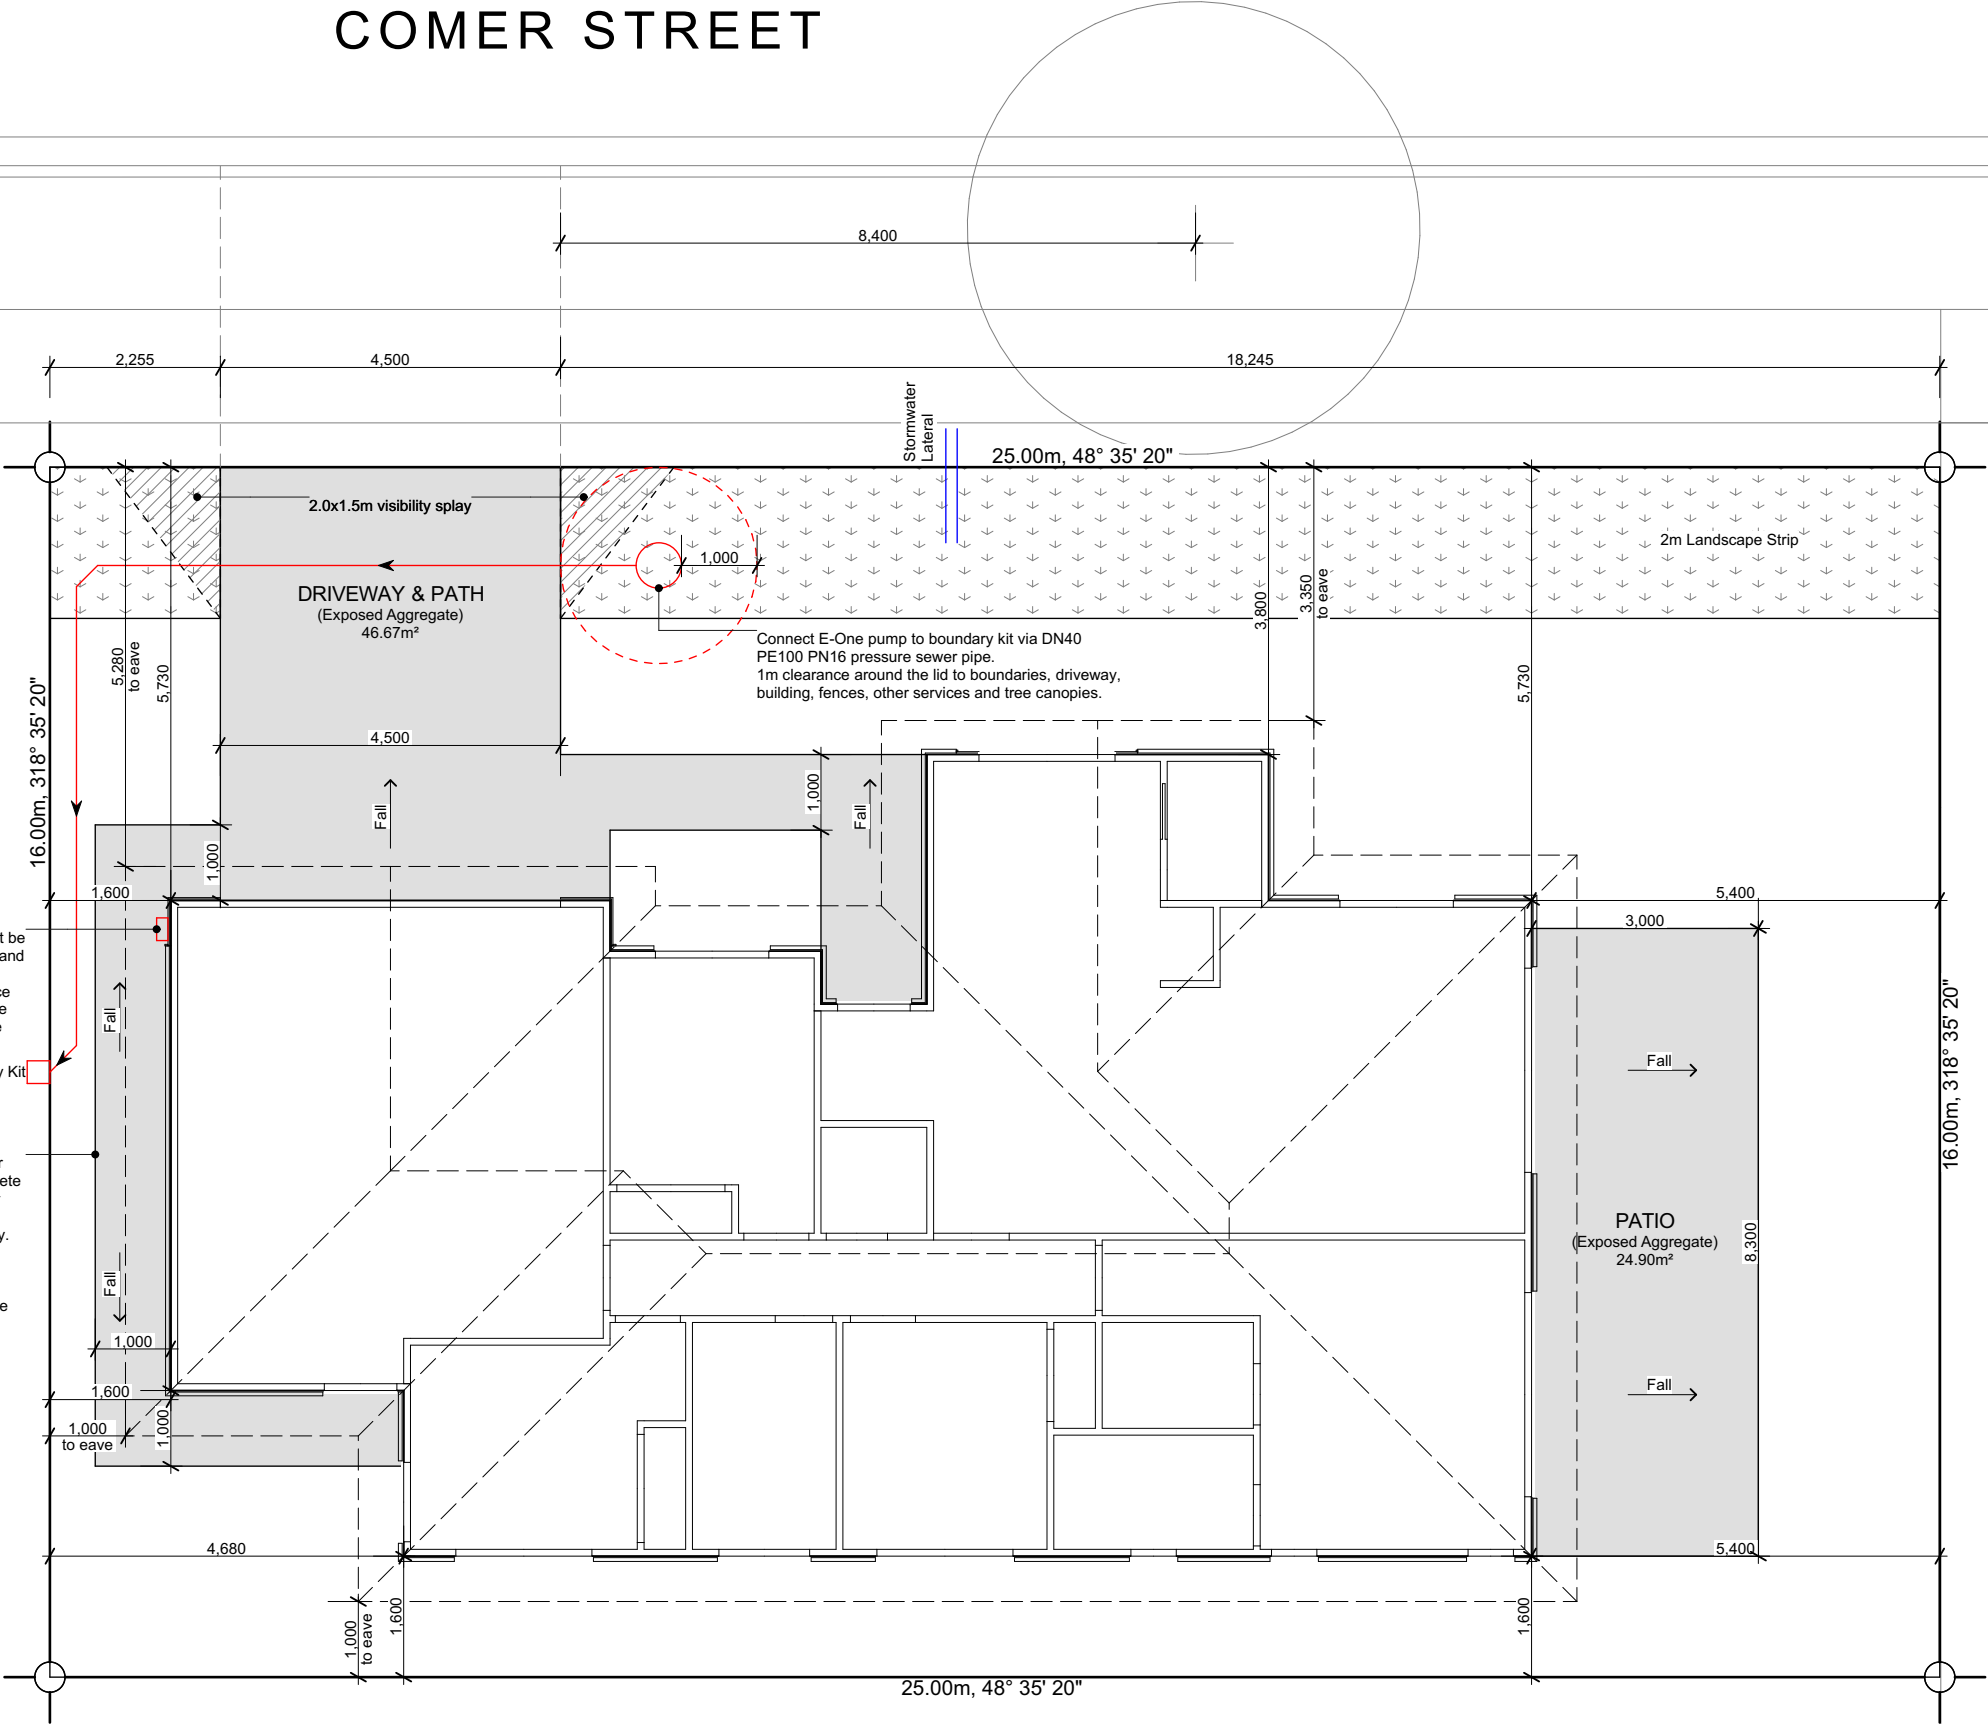 COMER STREET
8,400
2,255
4,500
18,245
Stormwater
Lateral
25.00m, 48° 35' 20"
2.0x1.5m visibility splay
1,000
2m Landscape Strip
DRIVEWAY & PATH
(Exposed Aggregate)
46.67m²
3,800
3,350
to eave
Connect E-One pump to boundary kit via DN40
PE100 PN16 pressure sewer pipe.
1m clearance around the lid to boundaries, driveway,
building, fences, other services and tree canopies.
5,280
to eave
5,730
5,730
16.00m, 318° 35' 20"
4,500
Fall
1,000
Fall
1,000
1,600
5,400
3,000
t be
and
ce
e
e
Fall
y Kit
Fall
16.00m, 318° 35' 20"
r
ete
y.
PATIO
(Exposed Aggregate)
24.90m²
8,300
Fall
e
1,000
1,600
Fall
1,000
to eave
1,000
4,680
5,400
1,000
to eave
1,600
1,600
25.00m, 48° 35' 20"